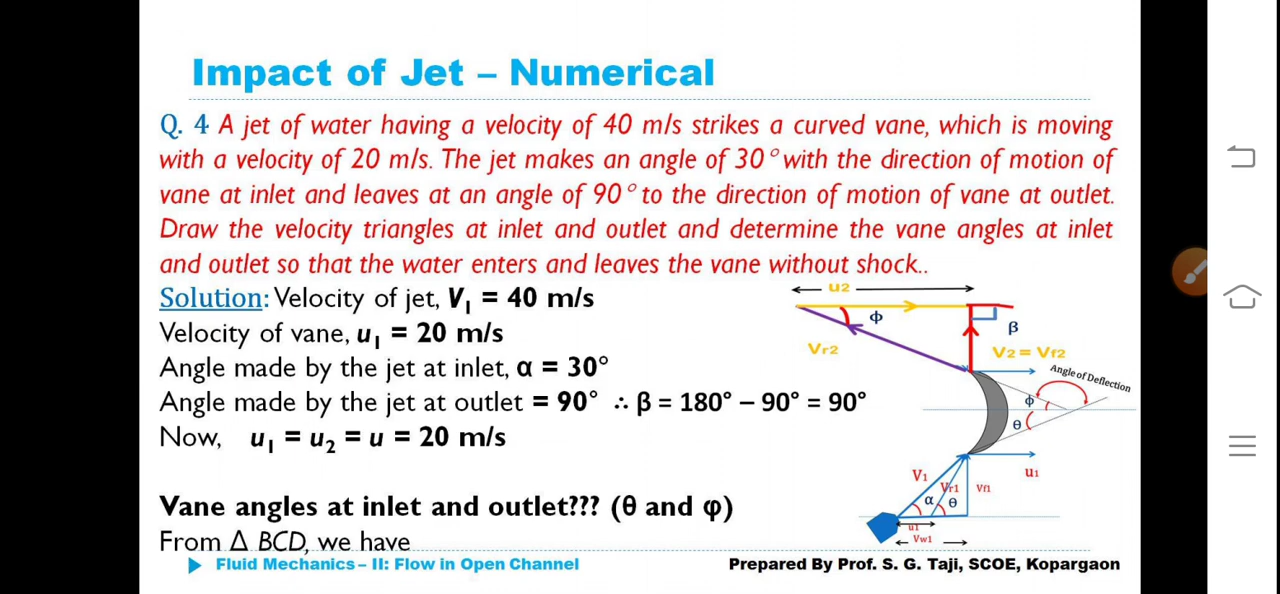 Impact of Jet – Numerical
Q. 4 A jet of water having a velocity of 40 m/s strikes a curved vane, which is moving
with a velocity of 20 m/s. The jet makes an angle of 30° with the direction of motion of
vane at inlet and leaves at an angle of 90° to the direction of motion of vane at outlet.
Draw the velocity triangles at inlet and outlet and determine the vane angles at inlet
and outlet so that the water enters and leaves the vane without shock..
Solution: Velocity of jet, V₁ = 40 m/s
Velocity of vane, u₁ = 20 m/s
Angle made by the jet at inlet, α = 30°
Angle made by the jet at outlet = 90° ∴ β = 180° – 90° = 90°
Now, u₁ = u₂ = u = 20 m/s
Vane angles at inlet and outlet??? (θ and φ)
From Δ BCD, we have
u2
Φ
β
Vr2
V2 = Vf2
Angle of Deflection
Φ
θ
V1
u1
Vr1
Vf1
α
θ
u1
Vw1
Fluid Mechanics – II: Flow in Open Channel
Prepared By Prof. S. G. Taji, SCOE, Kopargaon